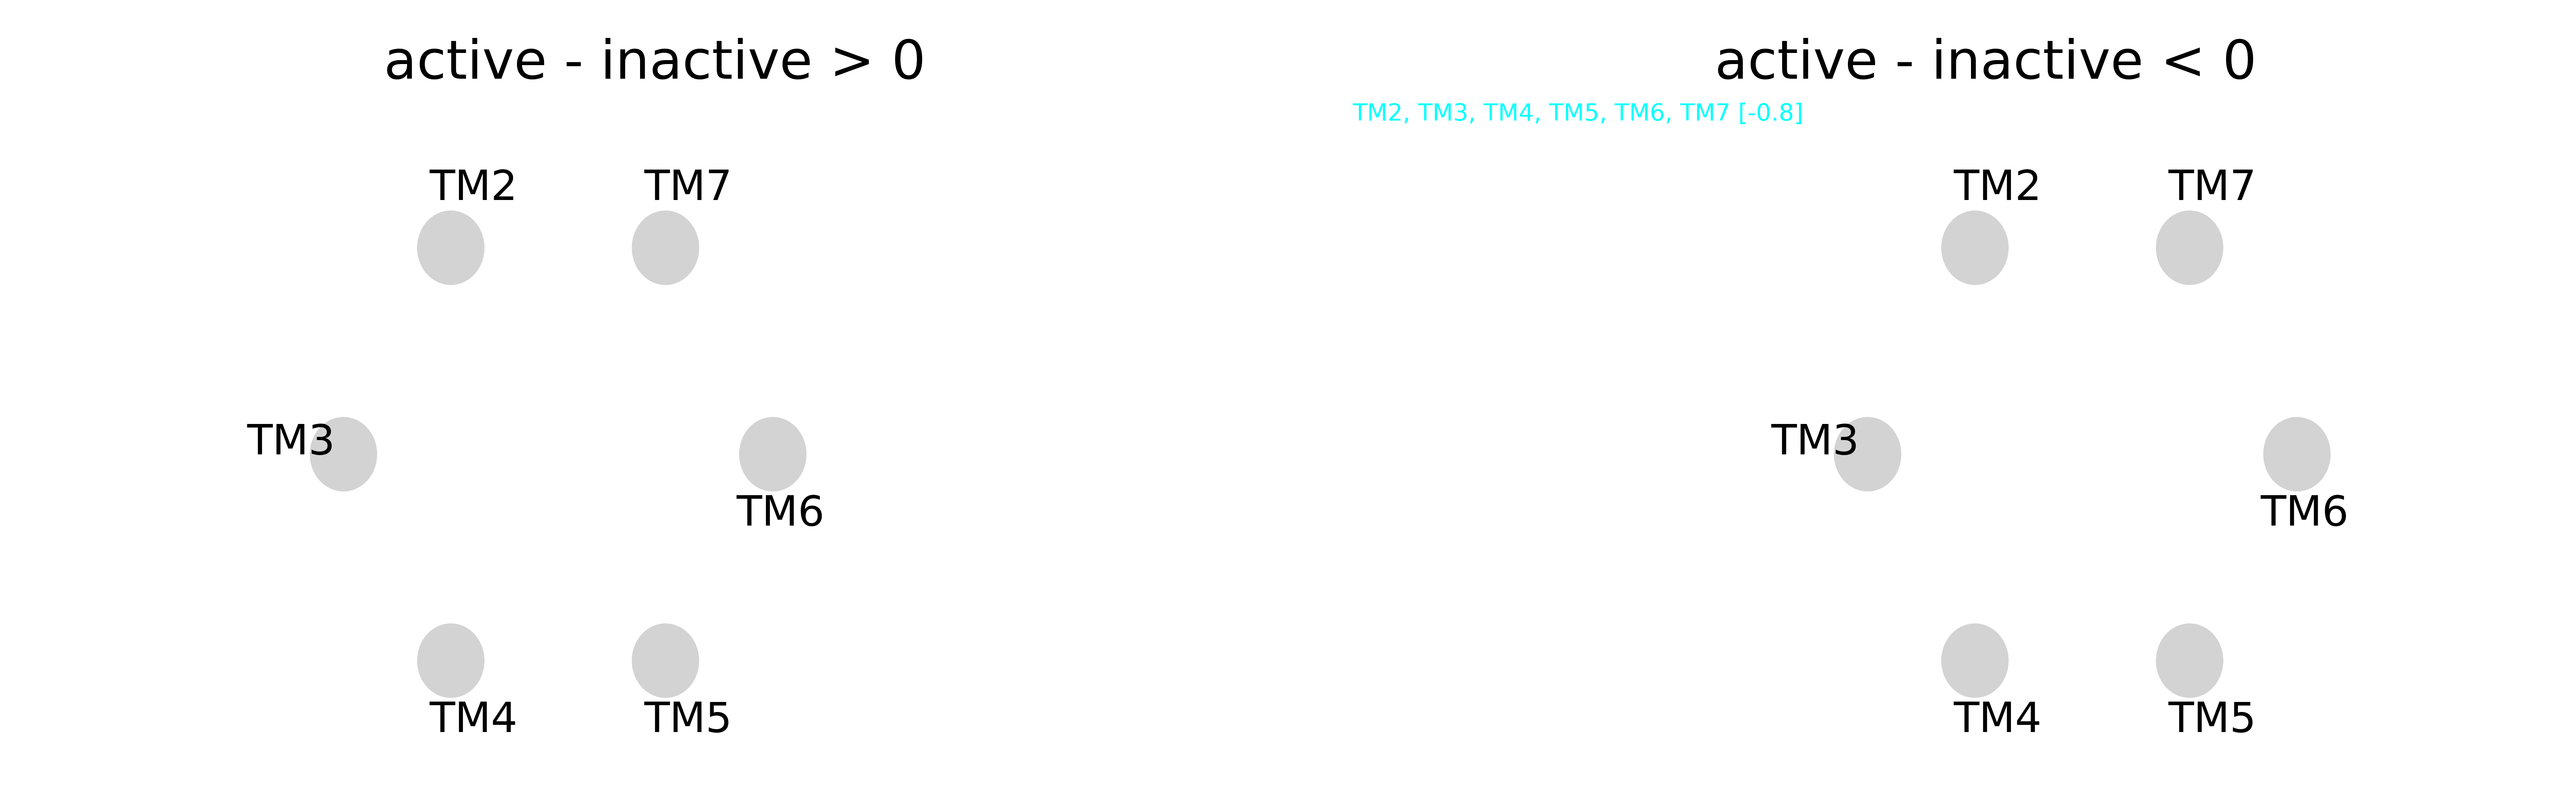 active - inactive > 0
TM2 TM7
TM3
TM6
TM4 TM5
active - inactive < 0
TM2, TM3, TM4, TM5, TM6, TM7 [-0.8]
TM2 TM7
TM3
TM6
TM4 TM5